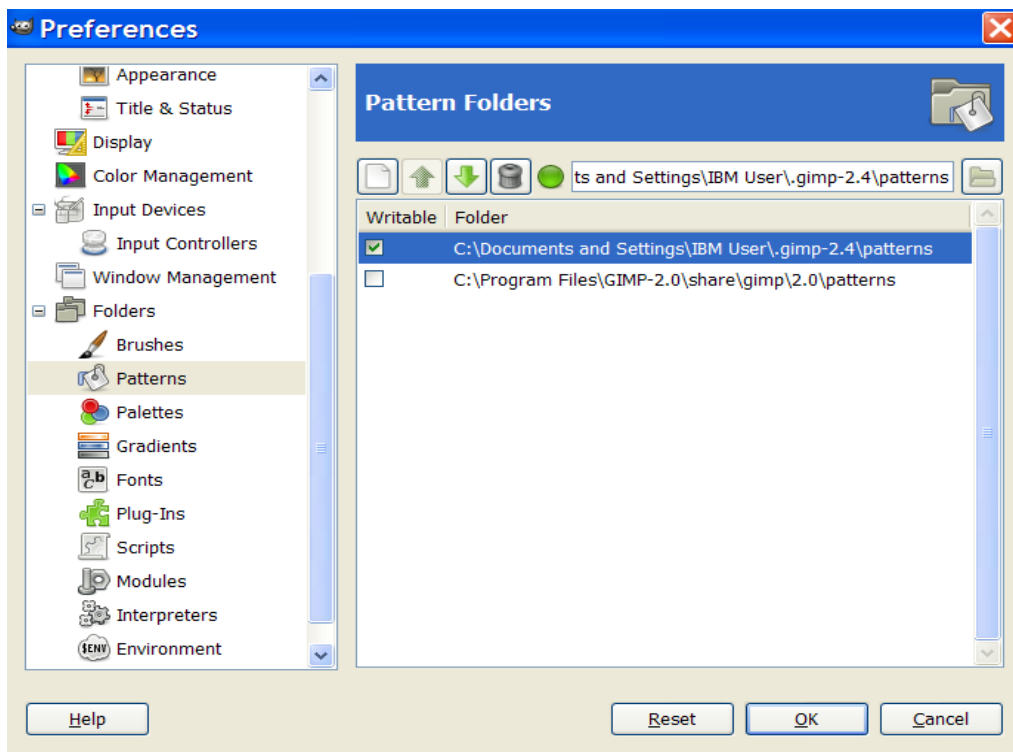 Preferences
Appearance
Title & Status
Display
Color Management
Input Devices
Input Controllers
Window Management
Folders
Brushes
Patterns
Palettes
Gradients
Fonts
Plug-Ins
Scripts
Modules
Interpreters
$ENV Environment
Pattern Folders
ts and Settings\IBM User\.gimp-2.4\patterns
Writable Folder
C:\Documents and Settings\IBM User\.gimp-2.4\patterns
C:\Program Files\GIMP-2.0\share\gimp\2.0\patterns
Help Reset OK Cancel